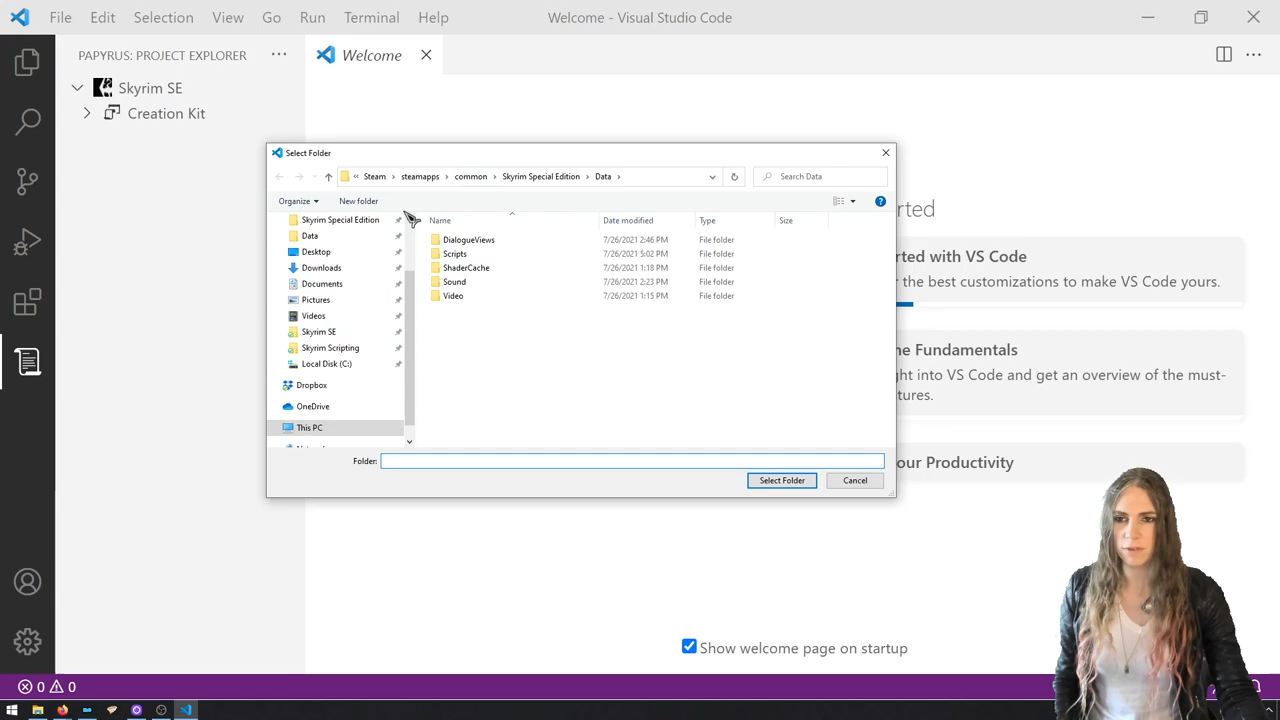 File Edit Selection View Go Run Terminal Help
Welcome - Visual Studio Code
PAPYRUS: PROJECT EXPLORER
Welcome
Skyrim SE
Creation Kit
Select Folder
« Steam > steamapps > common > Skyrim Special Edition > Data >
Search Data
Organize
New folder
Skyrim Special Edition
Data
Desktop
Downloads
Documents
Pictures
Videos
Skyrim SE
Skyrim Scripting
Local Disk (C:)
Dropbox
OneDrive
This PC
Name Date modified Type Size
DialogueViews 7/26/2021 2:46 PM File folder
Scripts 7/26/2021 5:02 PM File folder
ShaderCache 7/26/2021 1:18 PM File folder
Sound 7/26/2021 2:23 PM File folder
Video 7/26/2021 1:15 PM File folder
Folder:
Select Folder
Cancel
rted
rted with VS Code
r the best customizations to make VS Code yours.
ne Fundamentals
ght into VS Code and get an overview of the must-
tures.
our Productivity
Show welcome page on startup
0 0